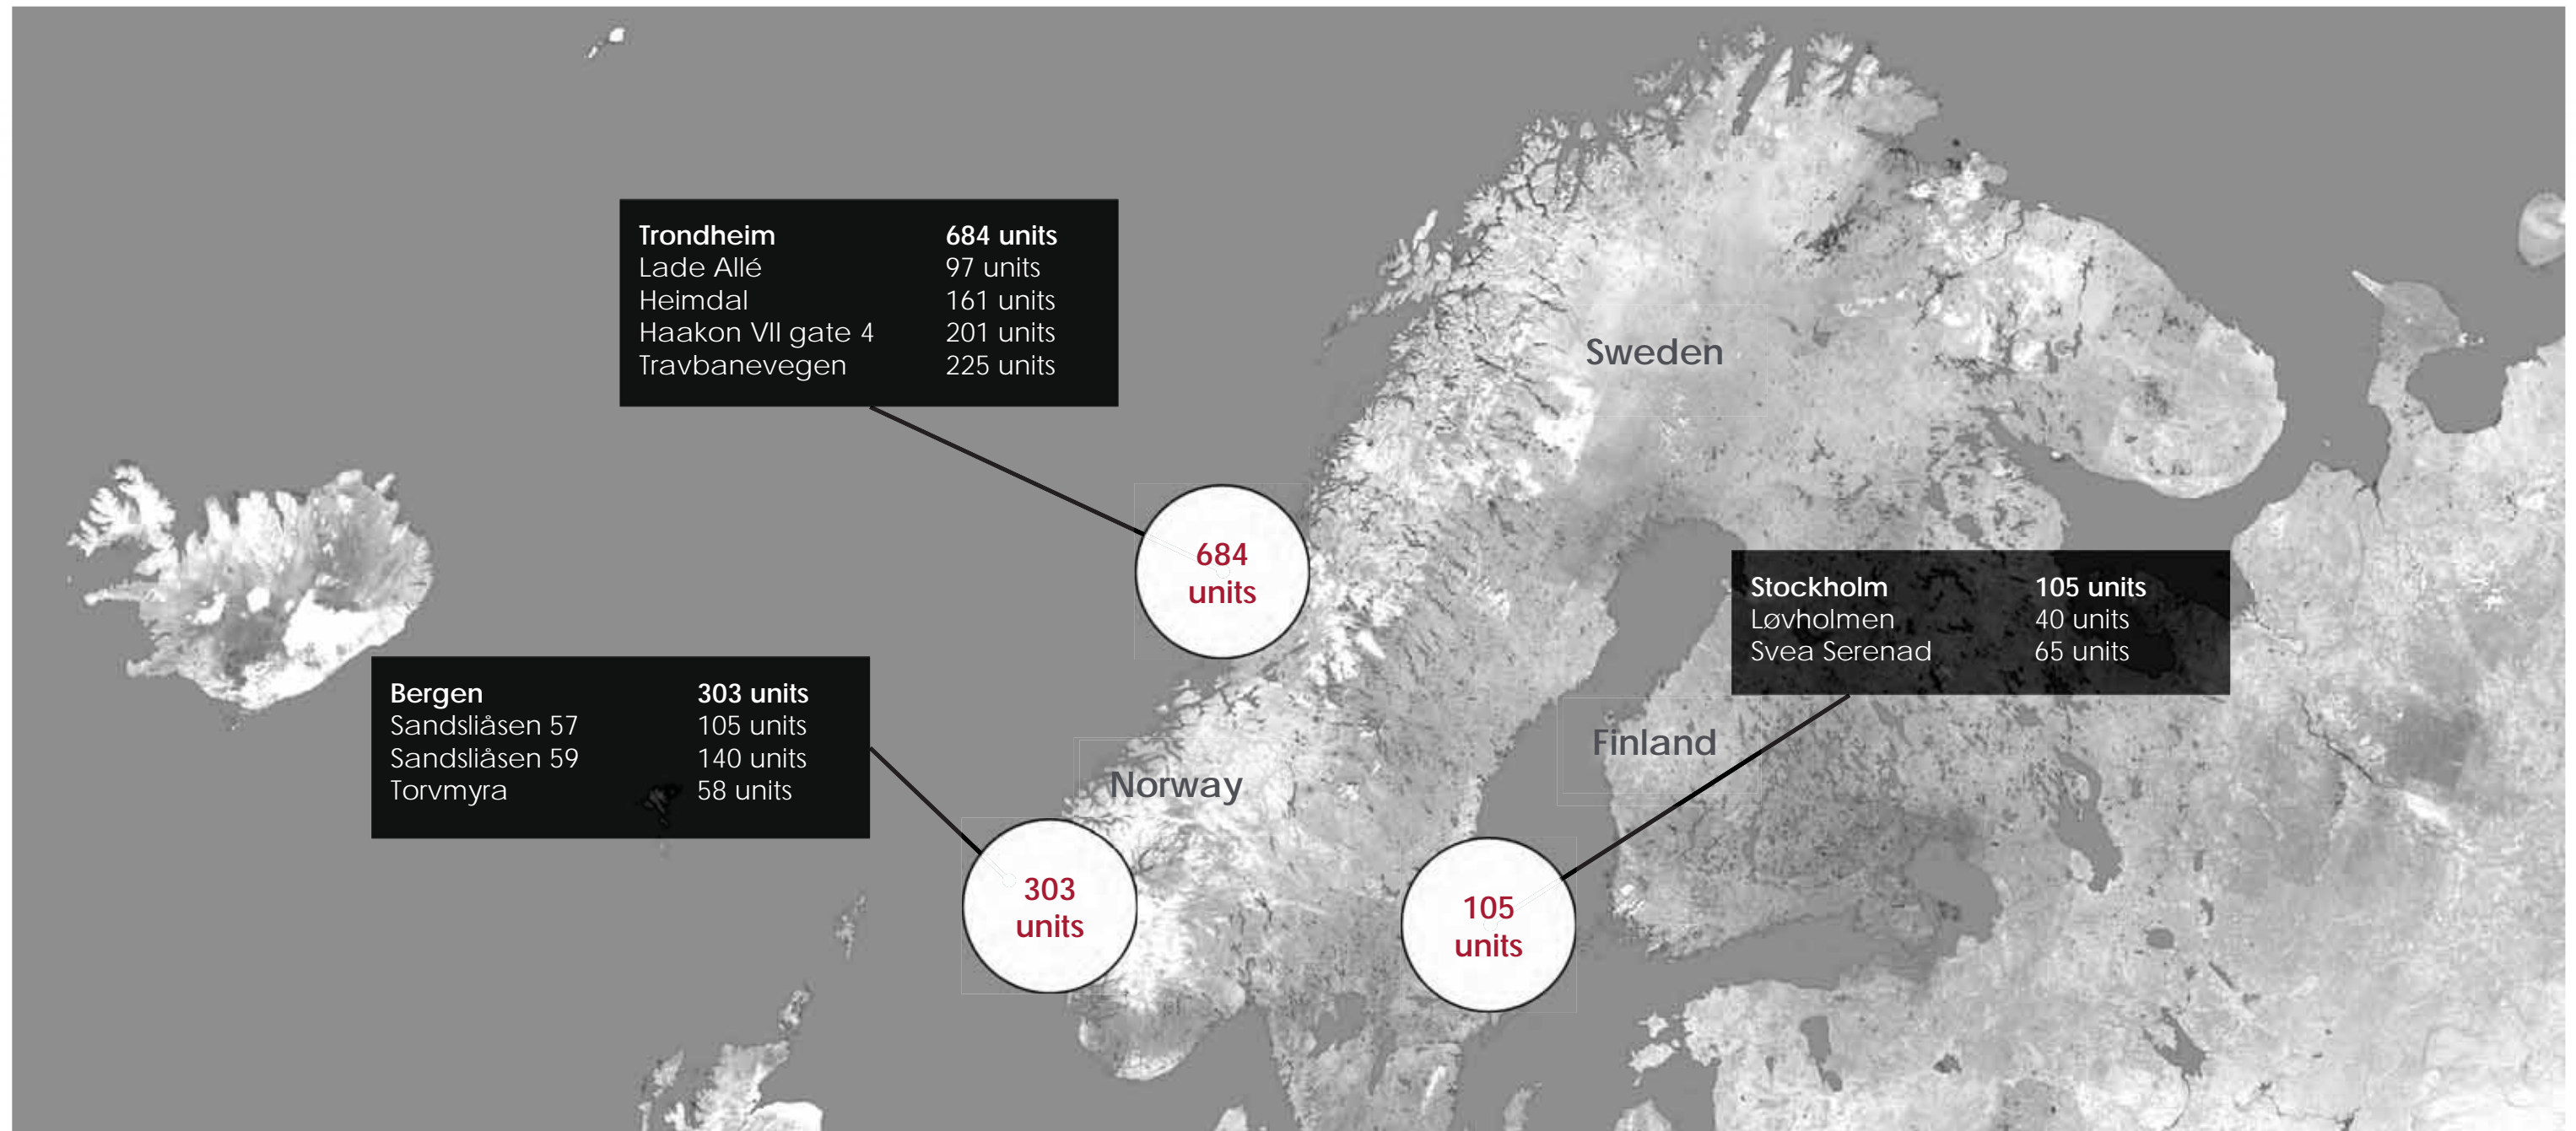 Trondheim 684 units
Lade Allé 97 units
Heimdal 161 units
Haakon VII gate 4 201 units
Travbanevegen 225 units
Sweden
684
units
Stockholm 105 units
Løvholmen 40 units
Svea Serenad 65 units
Bergen 303 units
Sandsliåsen 57 105 units
Sandsliåsen 59 140 units
Torvmyra 58 units
Finland
Norway
303
units
105
units